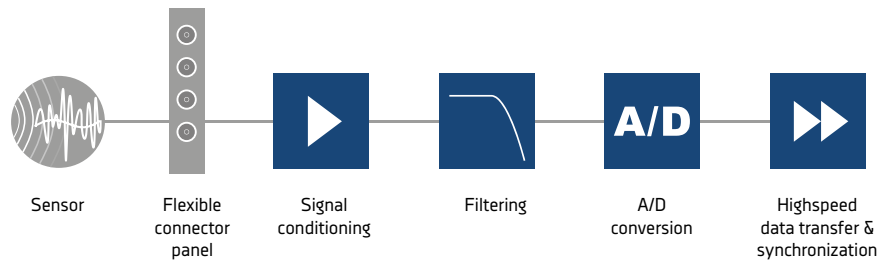 A/D
Sensor
Flexible
connector
panel
Signal
conditioning
Filtering
A/D
conversion
Highspeed
data transfer &
synchronization